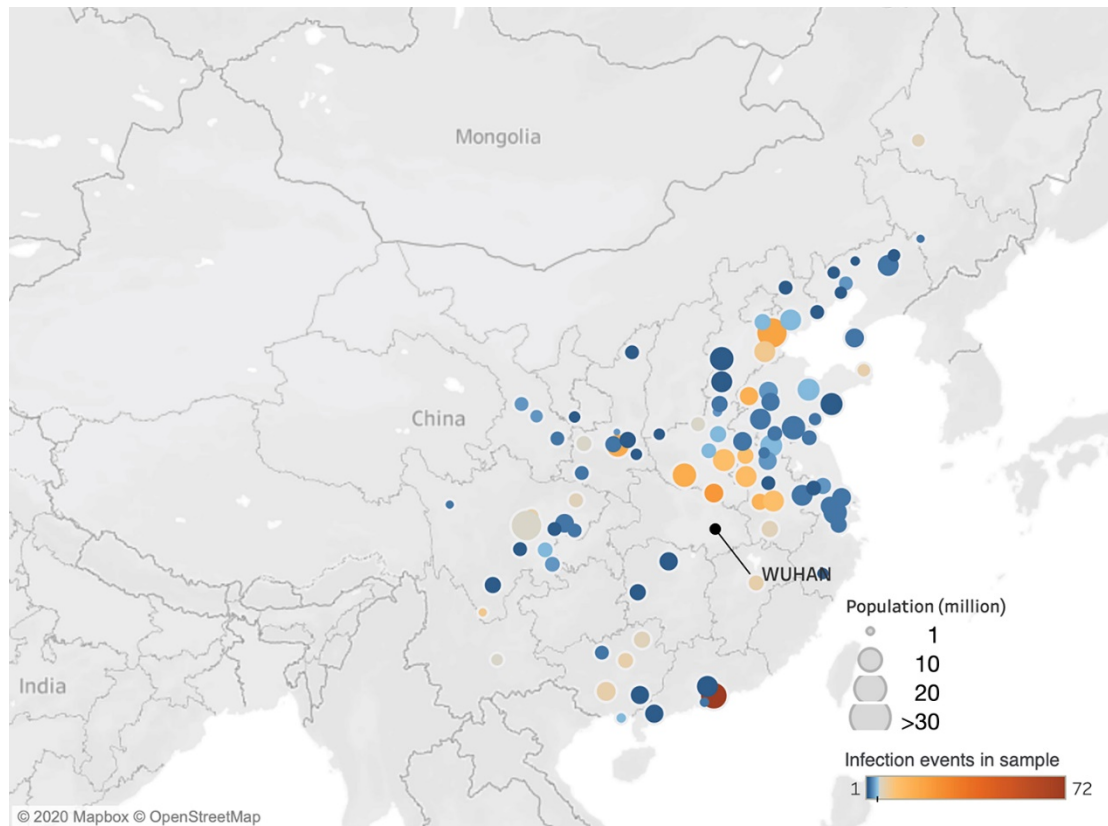 Mongolia
China
WUHAN
India
Population (million)
1
10
20
>30
Infection events in sample
1 72
© 2020 Mapbox © OpenStreetMap